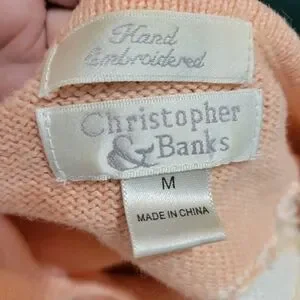 Hand
Embroidered
Christopher
& Banks
M
MADE IN CHINA